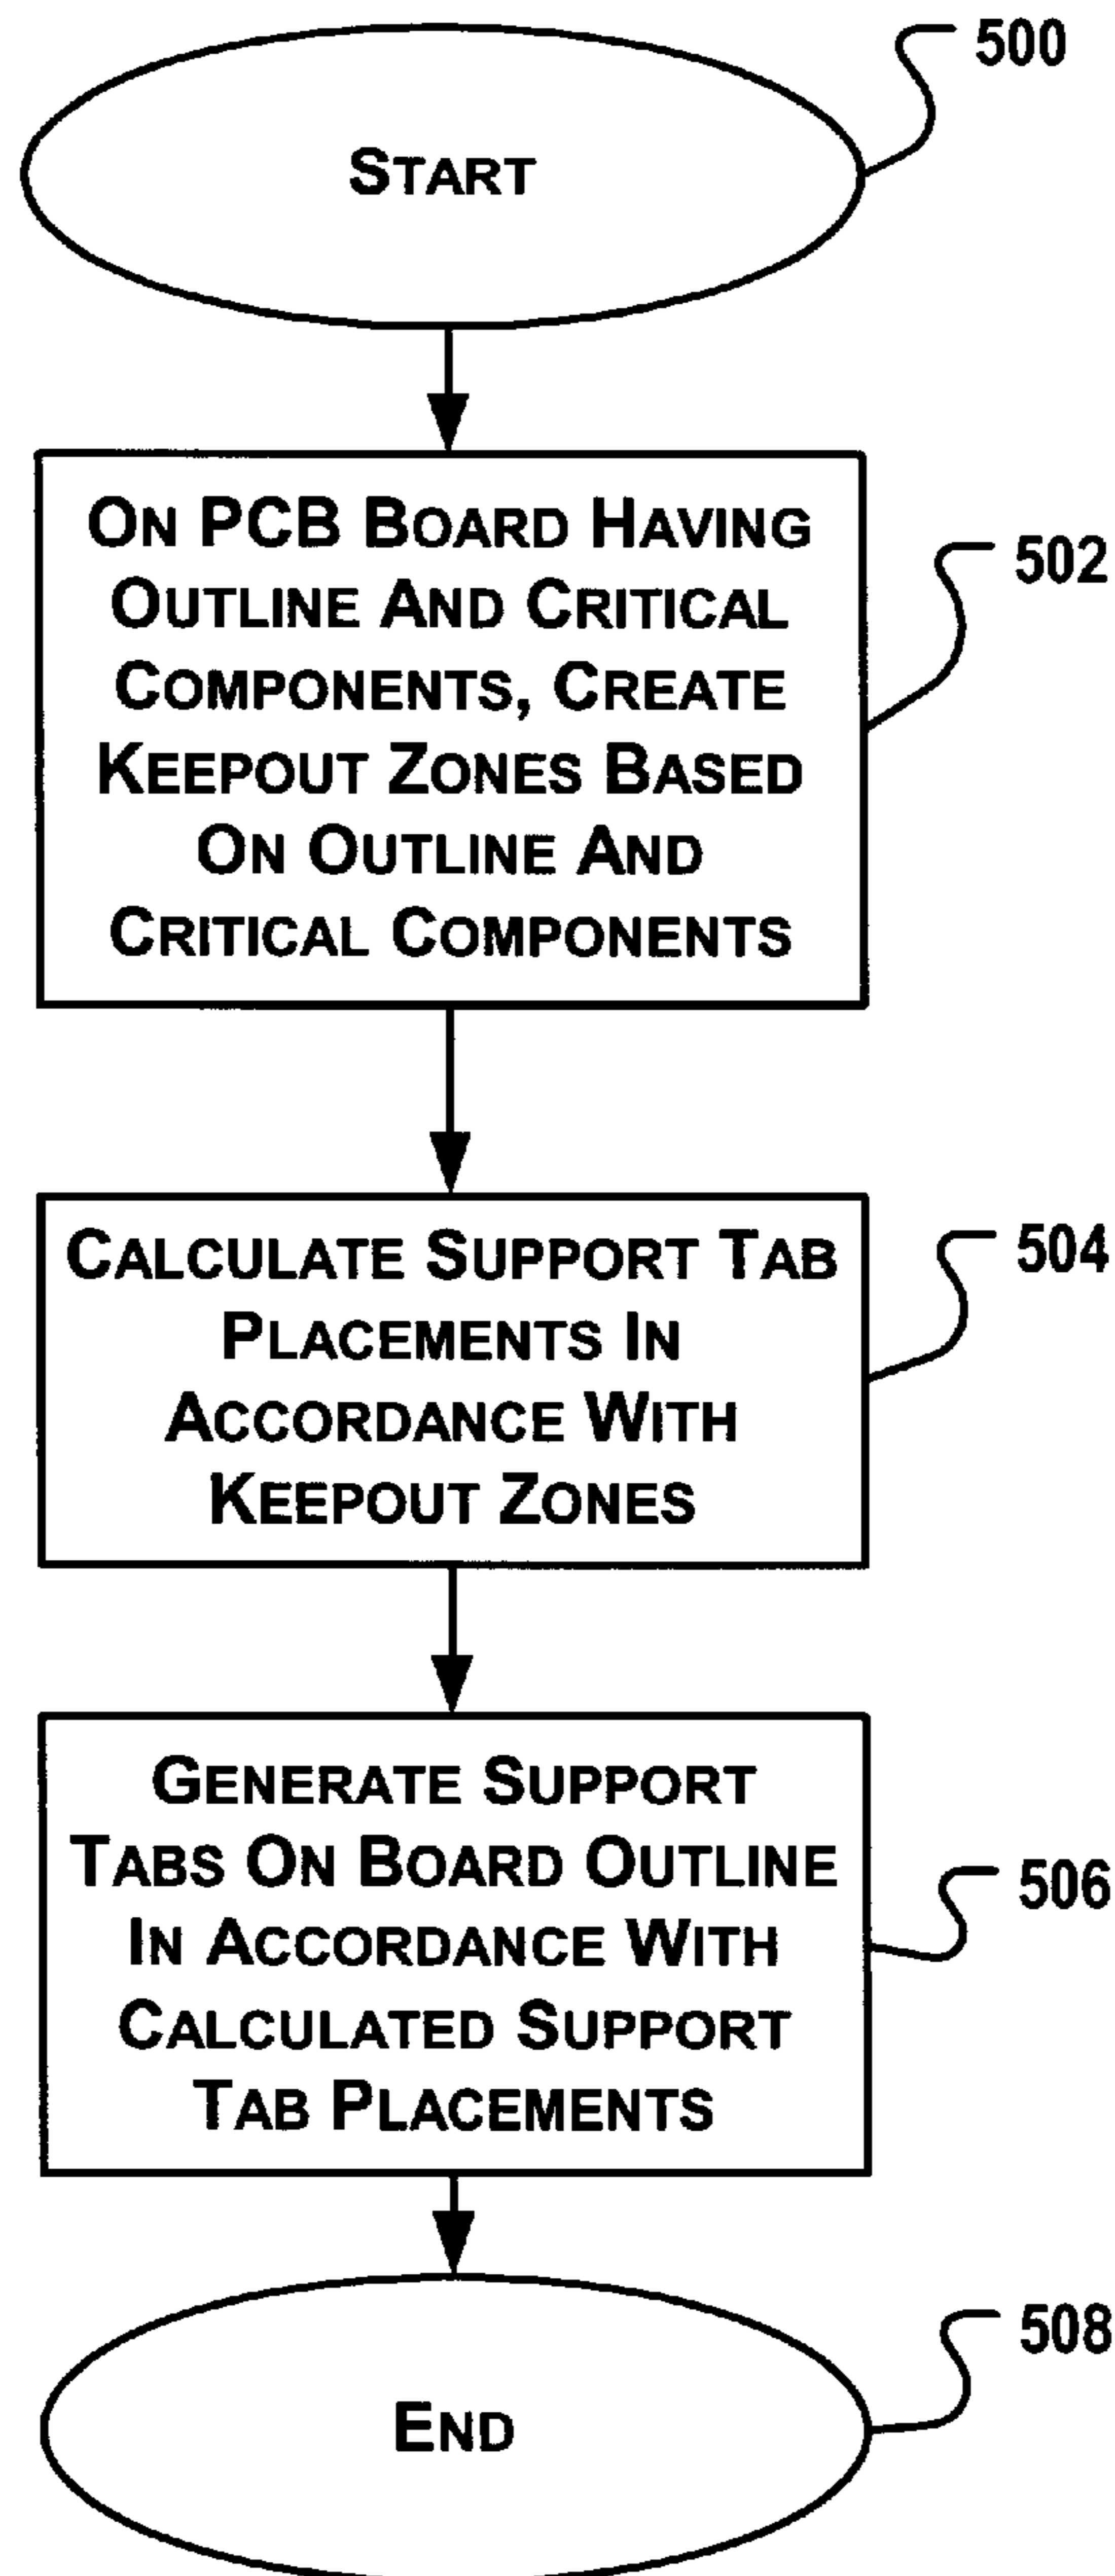 START
500
ON PCB BOARD HAVING
OUTLINE AND CRITICAL
COMPONENTS, CREATE
KEEPOUT ZONES BASED
ON OUTLINE AND
CRITICAL COMPONENTS
502
CALCULATE SUPPORT TAB
PLACEMENTS IN
ACCORDANCE WITH
KEEPOUT ZONES
504
GENERATE SUPPORT
TABS ON BOARD OUTLINE
IN ACCORDANCE WITH
CALCULATED SUPPORT
TAB PLACEMENTS
506
END
508